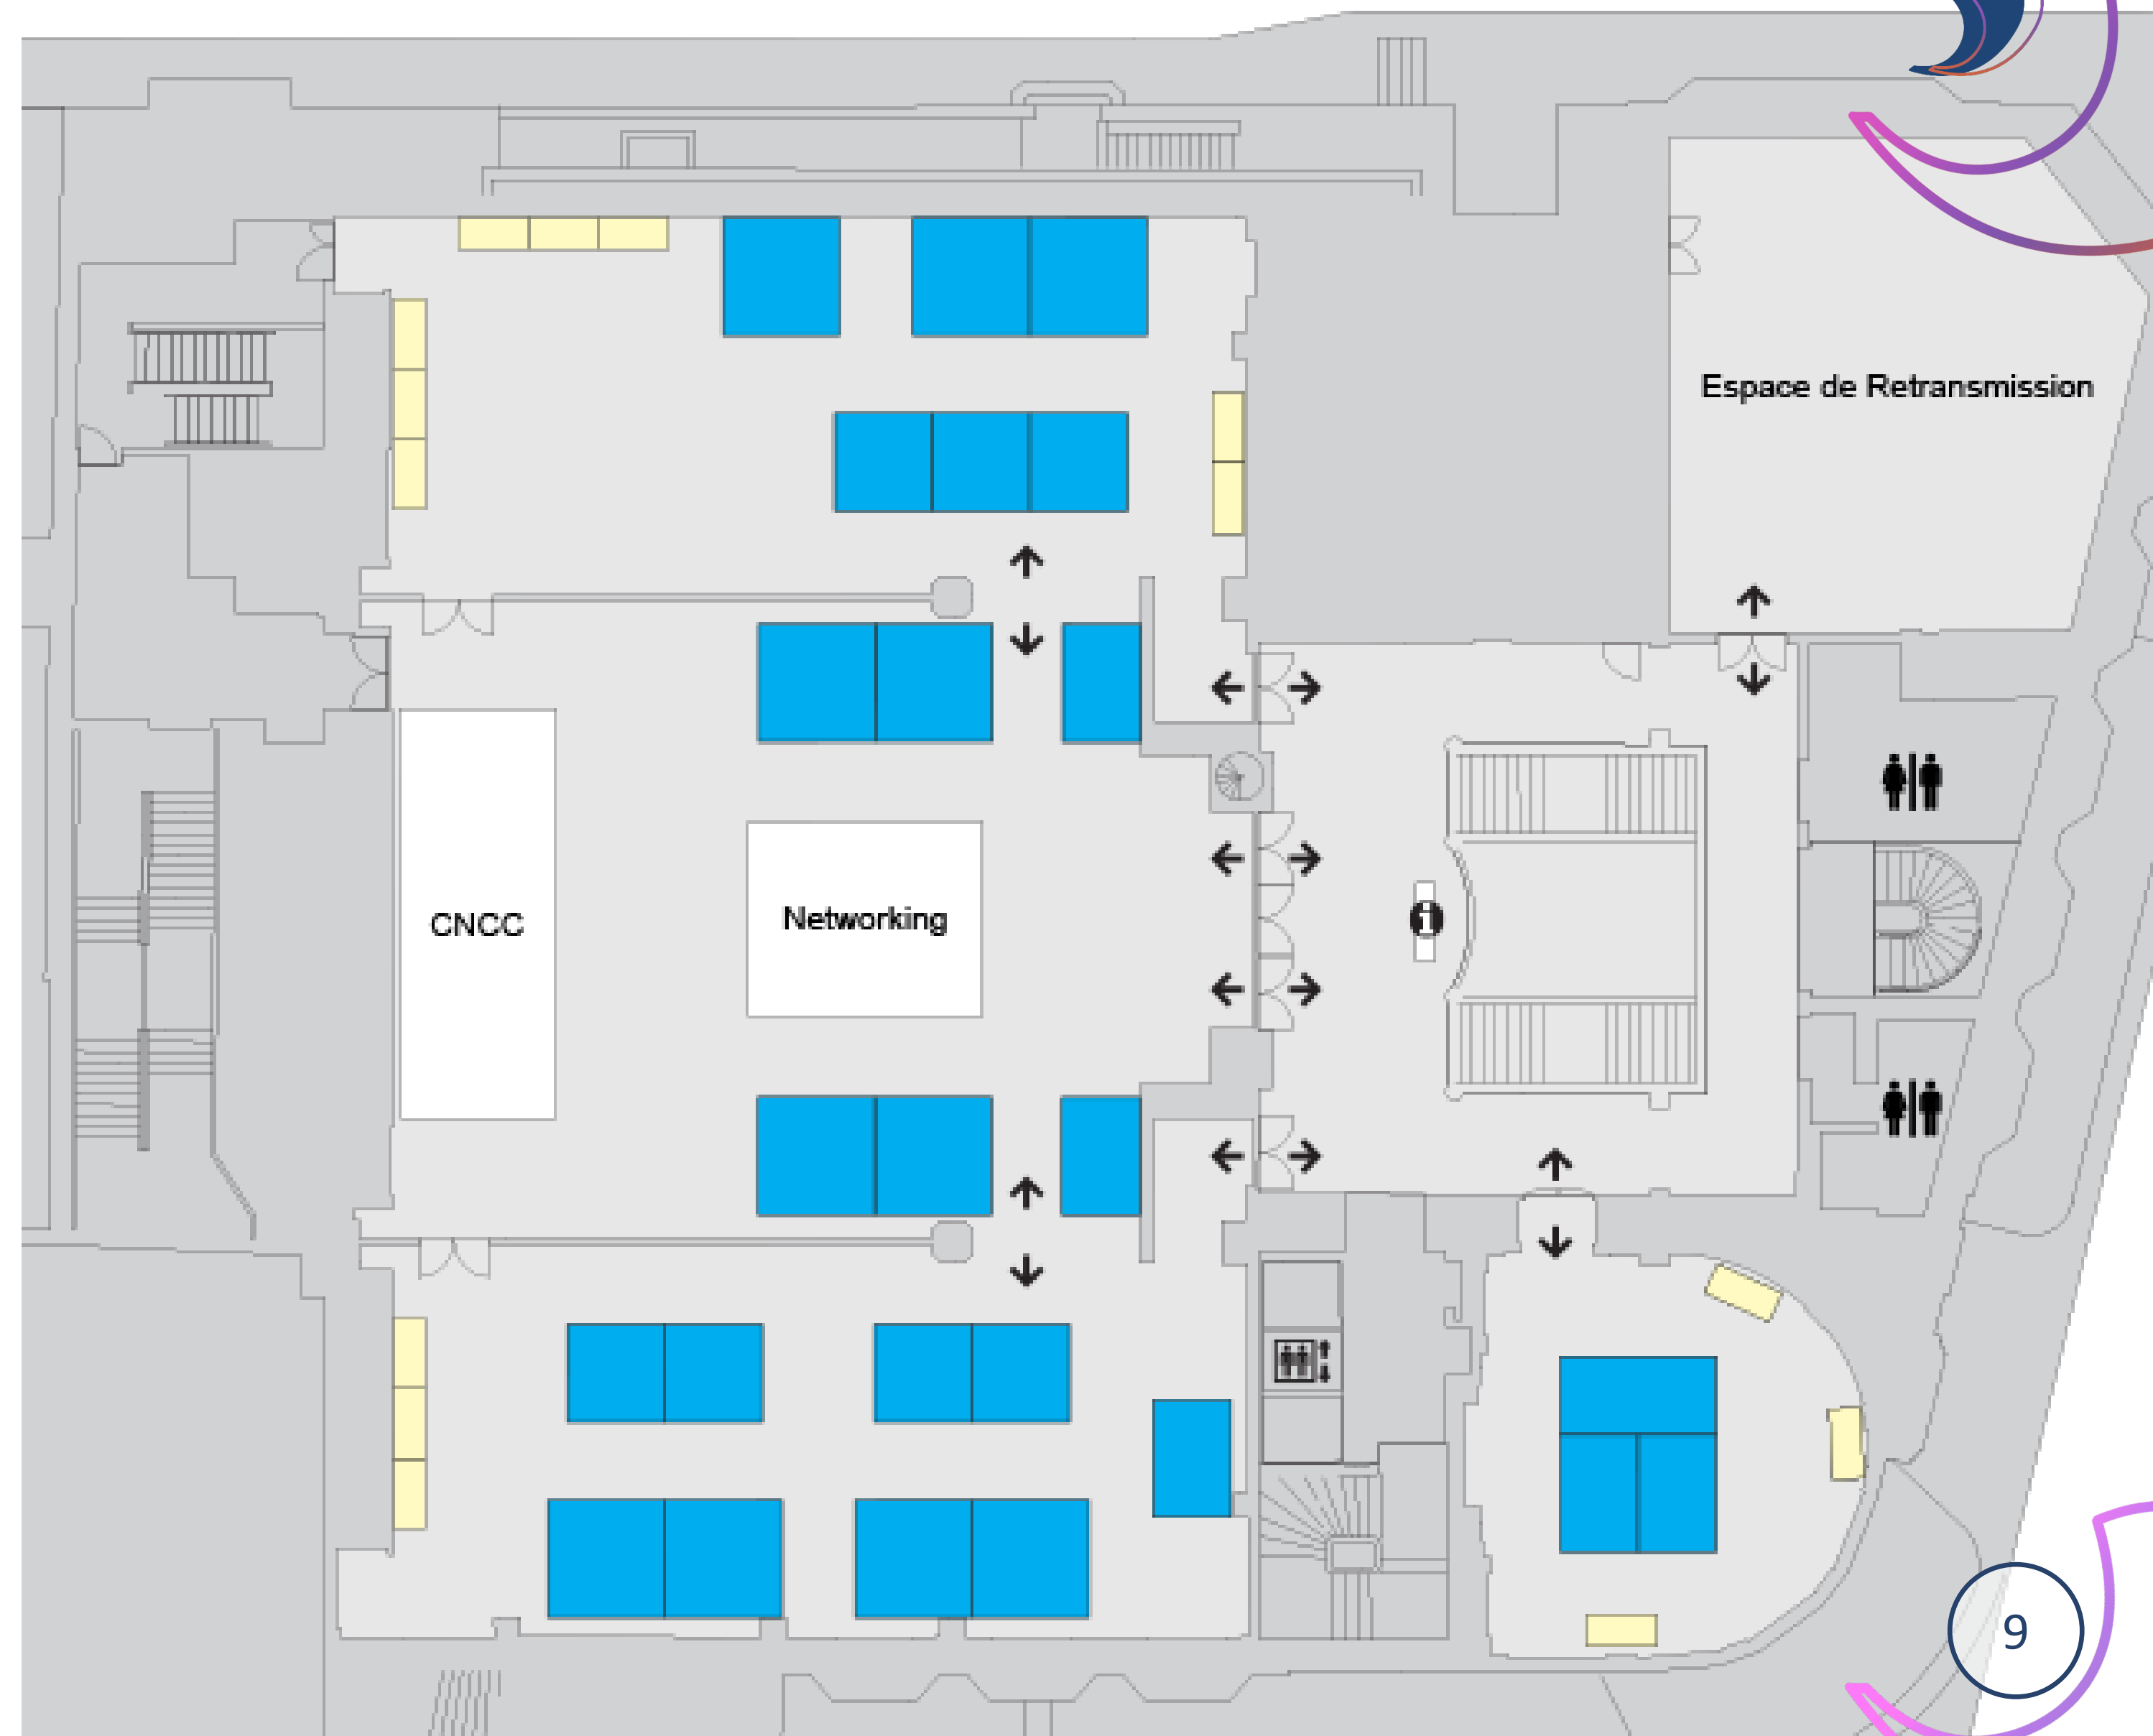 Espace de Retransmission
CNCC
Networking
i
9